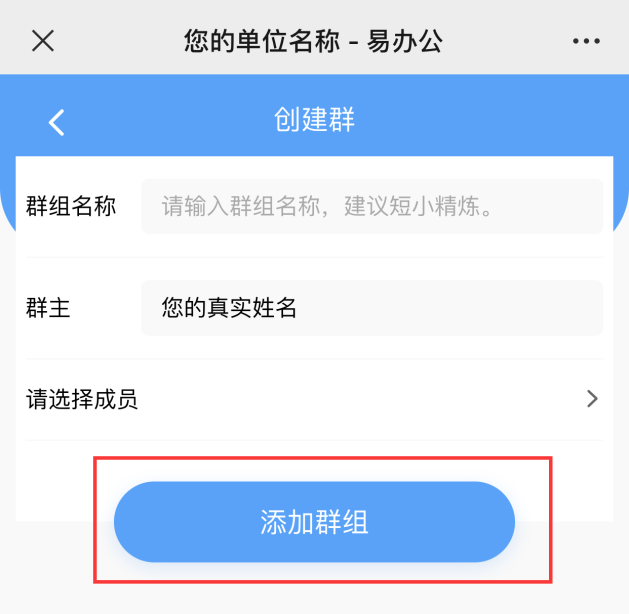 您的单位名称 - 易办公
创建群
群组名称 请输入群组名称，建议短小精炼。
群主 您的真实姓名
请选择成员
添加群组